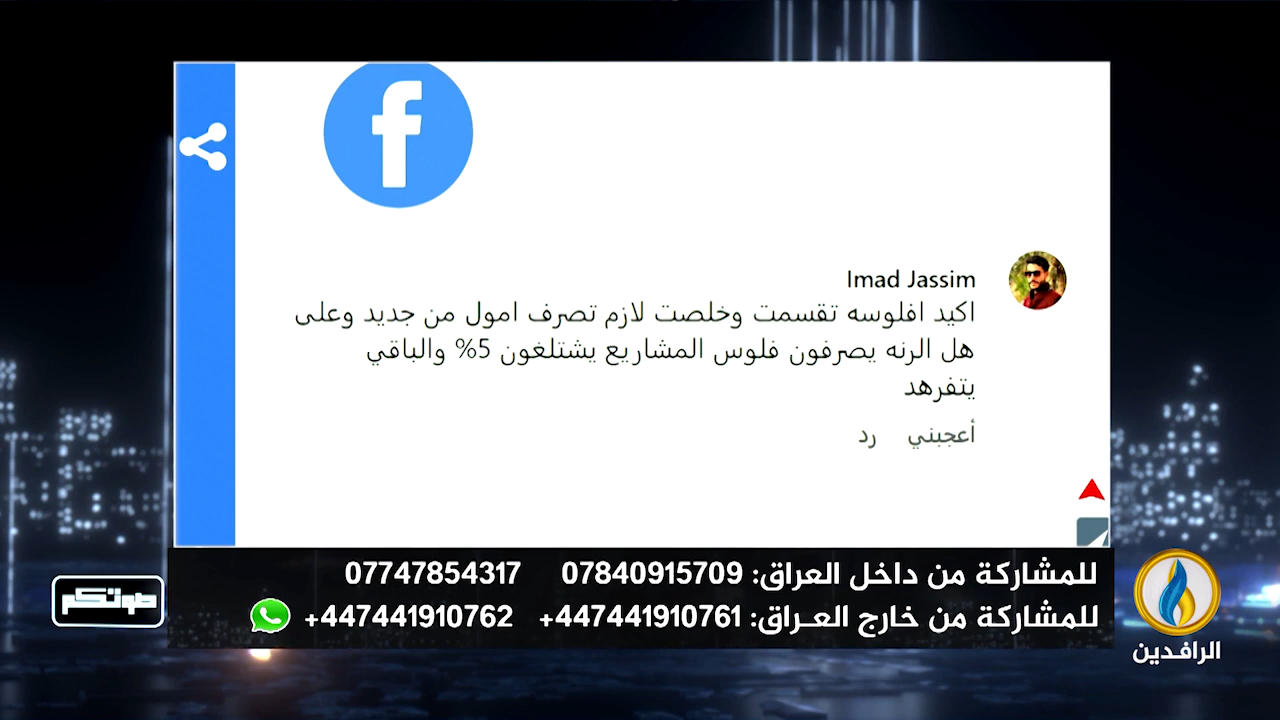 f
Imad Jassim
اكيد افلوسه تقسمت وخلصت لازم تصرف امول من جديد وعلى
هل الرنه يصرفون فلوس المشاريع يشتلغون 5% والباقي
يتفرهد
أعجبني رد
للمشاركة من داخل العراق: 07840915709 07747854317
للمشاركة من خارج العـراق: 447441910761+ 447441910762+
صوتكم
الرافدين